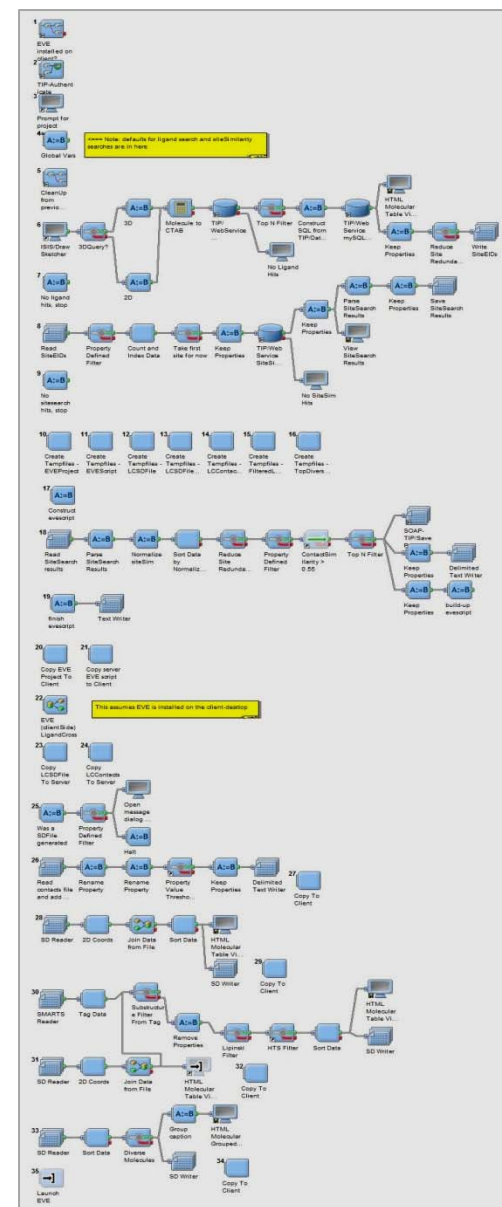 1
EVE
installed on
client?
2
TIP-Authent
icate
3
Prompt for
project
4
Global Vars
<=== Note: defaults for ligand search and siteSimilarity
searches are in here.
5
CleanUp
from
previo...
6
ISIS/Draw
Sketcher
3DQuery?
3D
2D
Molecule to
CTAB
TIP/
WebService
...
Top N Filter
Construct
SQL from
TIP/Dat...
TIP/Web
Service
mySQL...
HTML
Molecular
Table Vi...
Keep
Properties
Reduce
Site
Redunda...
Write
SiteEIDs
No Ligand
Hits
7
No ligand
hits, stop
8
Read
SiteEIDs
Property
Defined
Filter
Count and
Index Data
Take first
site for now
Keep
Properties
TIP/Web
Service
SiteSi...
Keep
Properties
Parse
SiteSearch
Results
Keep
Properties
Save
SiteSearch
Results
View
SiteSearch
Results
No SiteSim
Hits
9
No
sitesearch
hits, stop
10
Create
Tempfiles -
EVEProject
11
Create
Tempfiles -
EVEScript
12
Create
Tempfiles -
LCSDFile
13
Create
Tempfiles -
LCSDFile...
14
Create
Tempfiles -
LCContac...
15
Create
Tempfiles -
FilteredL...
16
Create
Tempfiles -
TopDivers...
17
Construct
evescript
18
Read
SiteSearch
results
Parse
SiteSearch
Results
Normalize
siteSim
Sort Data
by
Normaliz...
Reduce
Site
Redunda...
Property
Defined
Filter
ContactSim
ilarity >
Top N Filter
SOAP-
TIP/Save
Keep
Properties
Delimited
Text Writer
Keep
Properties
build-up
evescript
19
finish
evescript
Text Writer
20
Copy EVE
Project To
Client
21
Copy server
EVE script
to Client
22
EVE
(clientSide)
LigandCross
This assumes EVE is installed on the client-desktop
23
Copy
LCSDFile
To Server
24
Copy
LCContacts
To Server
25
Was a
SDFile
generated
Property
Defined
Filter
Open
message
dialog ...
Halt
26
Read
contacts file
and add ...
Rename
Property
Rename
Property
Property
Value
Thresho...
Keep
Properties
Delimited
Text Writer
27
Copy To
Client
28
SD Reader
2D Coords
Join Data
from File
Sort Data
HTML
Molecular
Table Vi...
SD Writer
29
Copy To
Client
30
SMARTS
Reader
Tag Data
Substructur
e Filter
From Tag
Remove
Properties
Lipinski
Filter
HTS Filter
Sort Data
HTML
Molecular
Table Vi...
SD Writer
31
SD Reader
2D Coords
Join Data
from File
HTML
Molecular
Table Vi...
32
Copy To
Client
33
SD Reader
Sort Data
Diverse
Molecules
Group
caption
HTML
Molecular
Grouped...
SD Writer
34
Copy To
Client
35
Launch
EVE